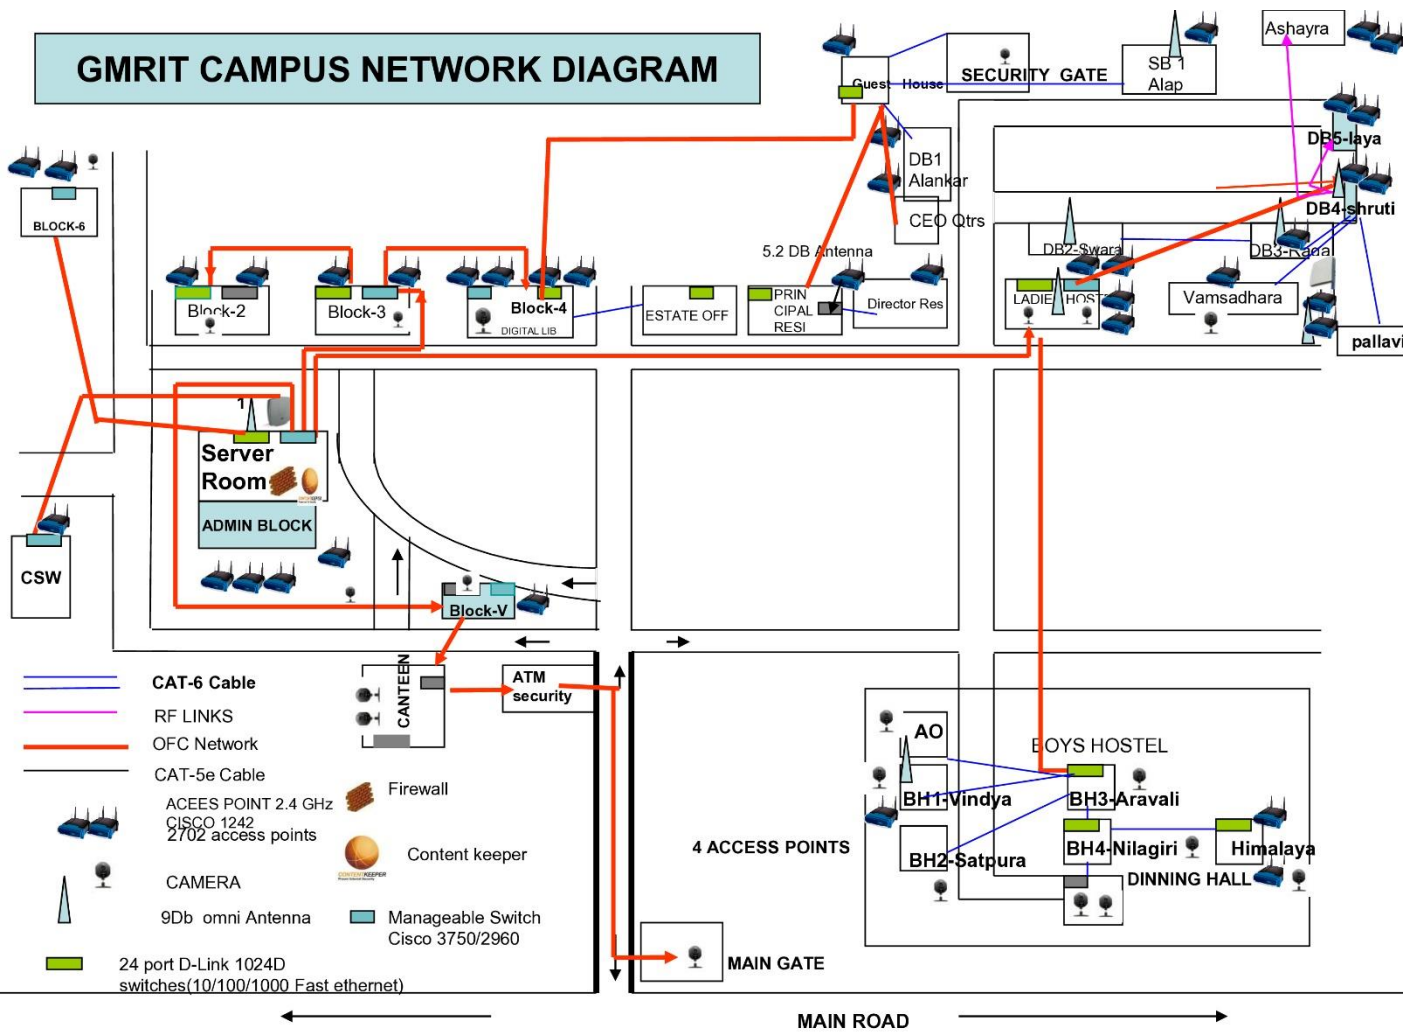 GMRIT CAMPUS NETWORK DIAGRAM
Guest House
SECURITY GATE
SB 1
Alap
Ashayra
DB5-laya
DB4-shruti
DB1
Alankar
CEO Qtrs
BLOCK-6
5.2 DB Antenna
DB2-Swara
DB3-Raga
Block-2
Block-3
Block-4
DIGITAL LIB
ESTATE OFF
PRIN
CIPAL
RESI
Director Res
LADIE HOST
Vamsadhara
pallavi
1
Server
Room
ADMIN BLOCK
CSW
Block-V
CANTEEN
ATM
security
CAT-6 Cable
RF LINKS
OFC Network
CAT-5e Cable
ACEES POINT 2.4 GHz
CISCO 1242
2702 access points
CAMERA
9Db omni Antenna
24 port D-Link 1024D
switches(10/100/1000 Fast ethernet)
Firewall
Content keeper
CONTENTKEEPER
Manageable Switch
Cisco 3750/2960
AO
BOYS HOSTEL
BH1-Vindya
BH3-Aravali
4 ACCESS POINTS
BH2-Satpura
BH4-Nilagiri
Himalaya
DINNING HALL
MAIN GATE
MAIN ROAD